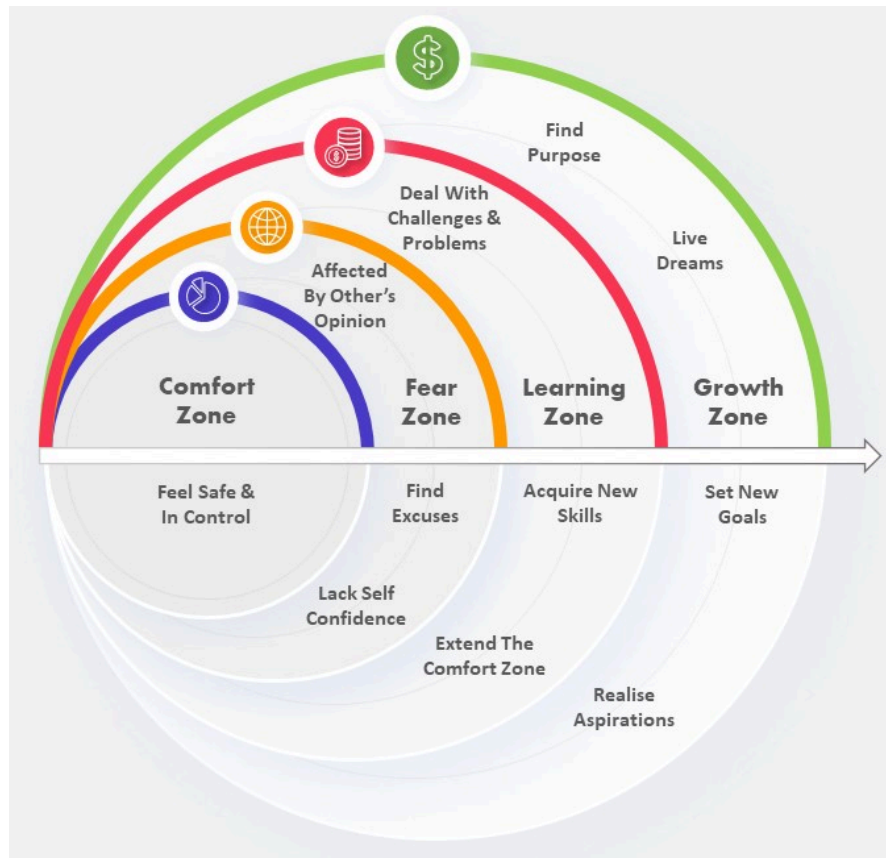 Find
Purpose
Deal With
Challenges &
Problems
Live
Dreams
Affected
By Other's
Opinion
Comfort
Zone
Fear
Zone
Learning
Zone
Growth
Zone
Feel Safe &
In Control
Find
Excuses
Acquire New
Skills
Set New
Goals
Lack Self
Confidence
Extend The
Comfort Zone
Realise
Aspirations